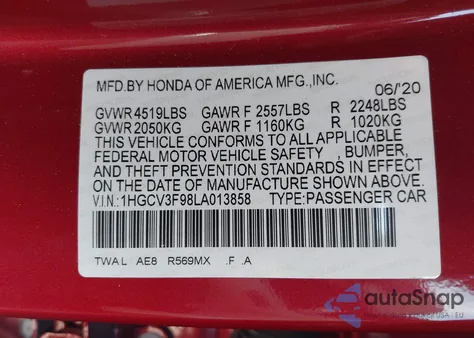 MFD.BY HONDA OF AMERICA MFG.,INC. 06/'20
GVWR 4519LBS GAWR F 2557LBS R 2248LBS
GVWR 2050KG GAWR F 1160KG R 1020KG
THIS VEHICLE CONFORMS TO ALL APPLICABLE
FEDERAL MOTOR VEHICLE SAFETY , BUMPER,
AND THEFT PREVENTION STANDARDS IN EFFECT
ON THE DATE OF MANUFACTURE SHOWN ABOVE.
V.I.N.:1HGCV3F98LA013858 TYPE:PASSENGER CAR
TWAL AE8 R569MX .F .A
autoSnap